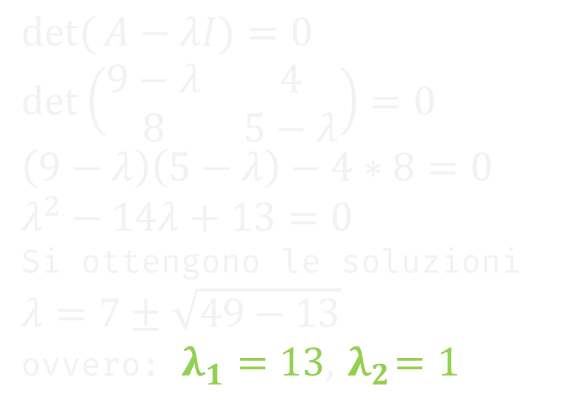 det( A − λI) = 0
det(9 − λ 4
8 5 − λ) = 0
(9 − λ)(5 − λ) − 4 ∗ 8 = 0
λ² − 14λ + 13 = 0
Si ottengono le soluzioni
λ = 7 ± √49 − 13
ovvero: λ₁ = 13, λ₂ = 1